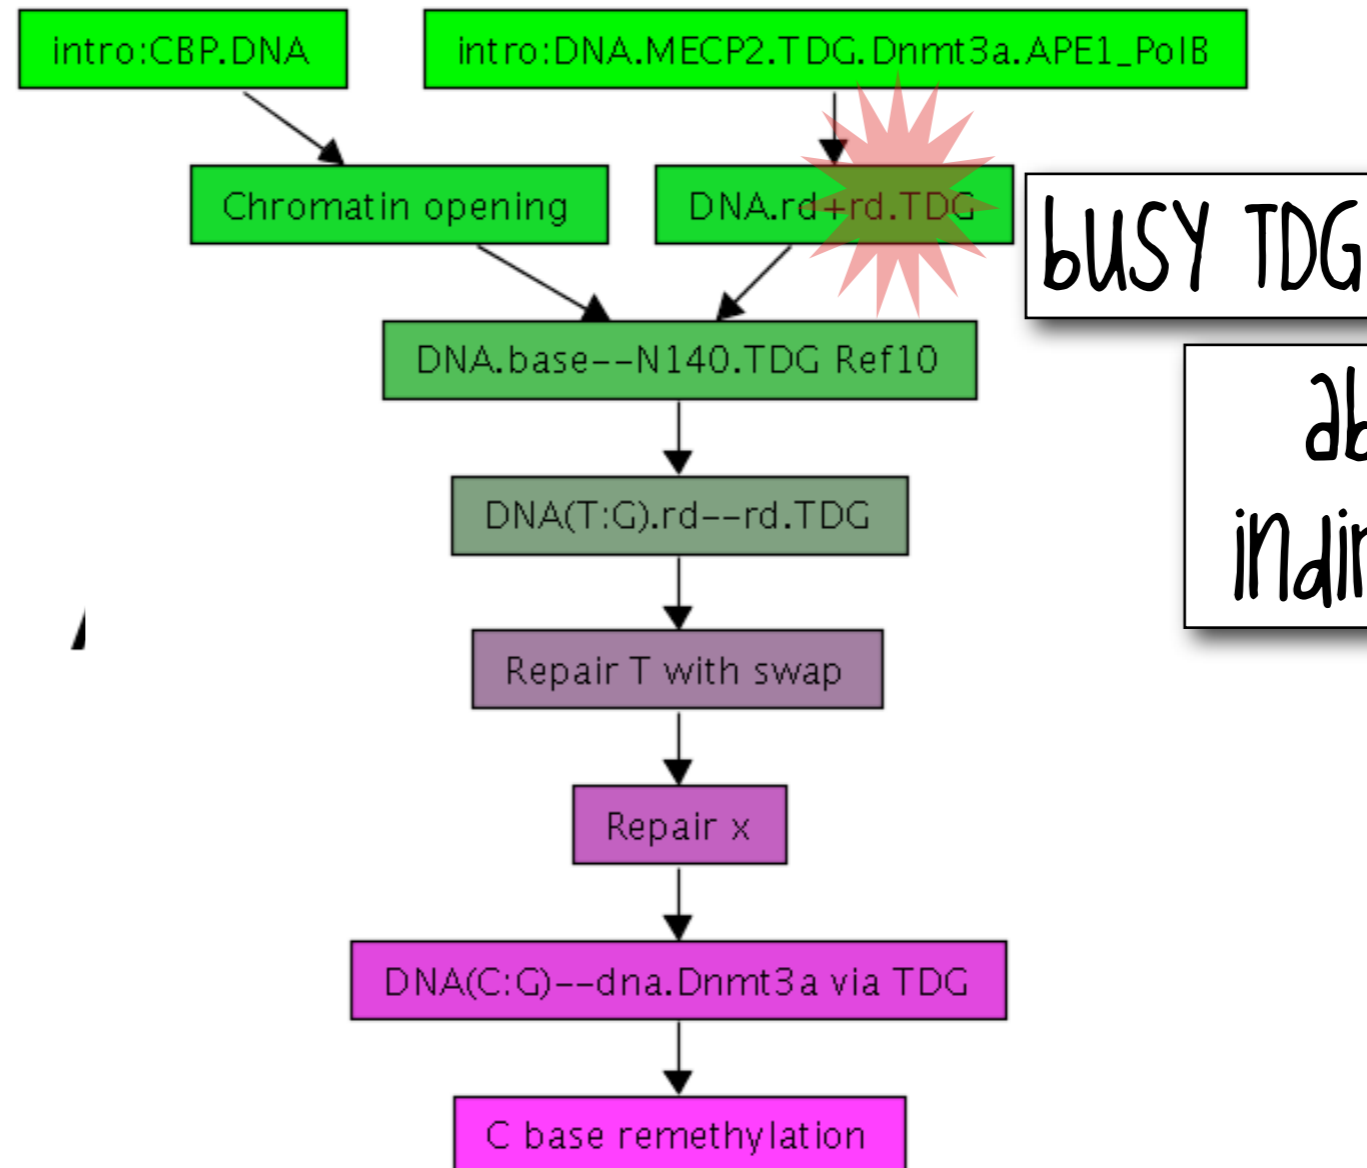 intro:CBP.DNA
intro:DNA.MECP2.TDG.Dnmt3a.APE1_PolB
Chromatin opening
DNA.rd+rd.TDG
busy TDG
DNA.base--N140.TDG Ref10
DNA(T:G).rd--rd.TDG
Repair T with swap
Repair x
DNA(C:G)--dna.Dnmt3a via TDG
C base remethylation